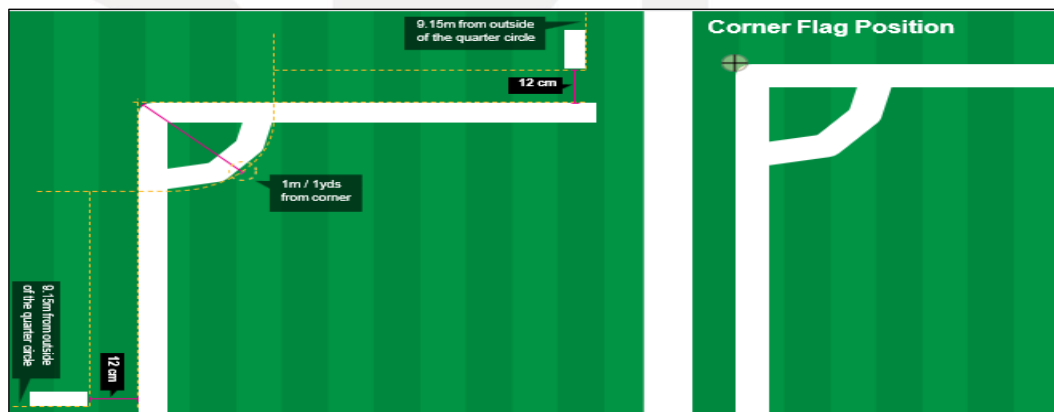 9.15m from outside
of the quarter circle
12 cm
1m / 1yds
from corner
9.15m from outside
of the quarter circle
12 cm
Corner Flag Position